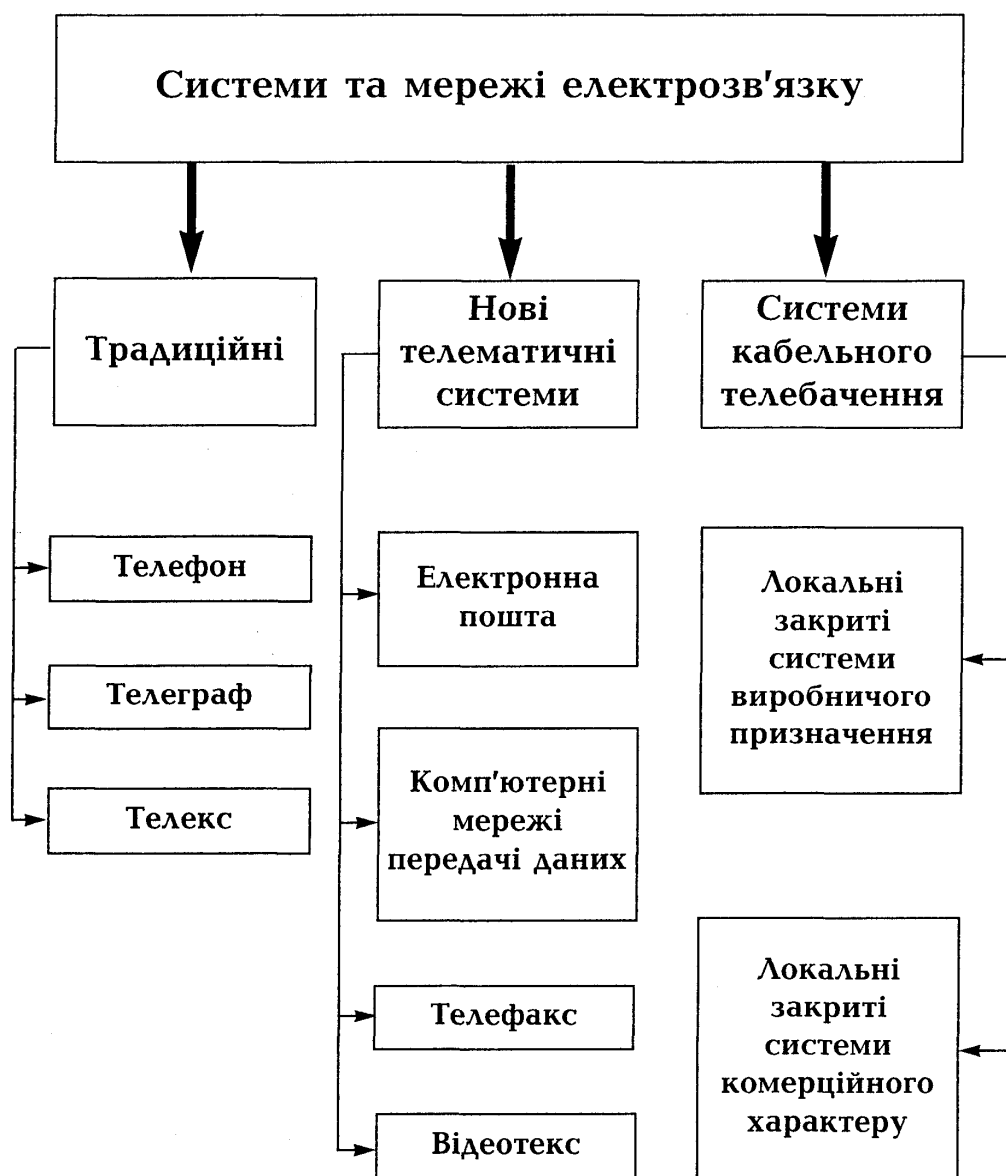 Системи та мережі електрозв'язку
Традиційні
Телефон
Телеграф
Телекс
Нові
телематичні
системи
Електронна
пошта
Комп'ютерні
мережі
передачі даних
Телефакс
Відеотекс
Системи
кабельного
телебачення
Локальні
закриті
системи
виробничого
призначення
Локальні
закриті
системи
комерційного
характеру